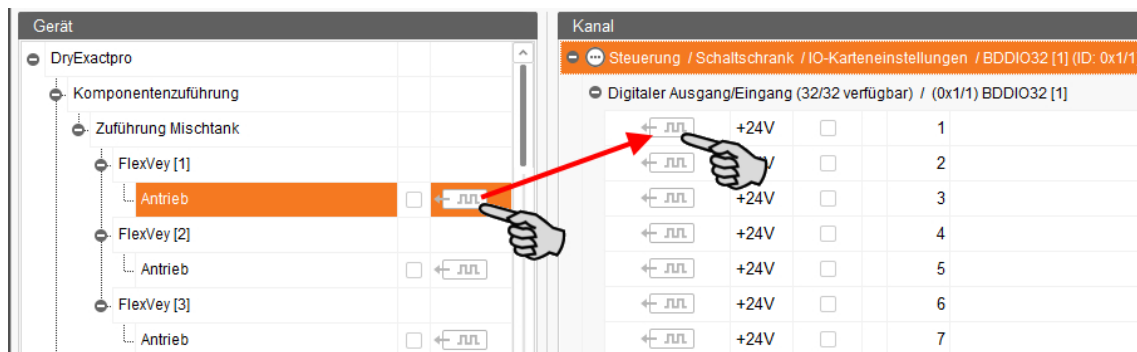 Gerät
DryExactpro
Komponentenzuführung
Zuführung Mischtank
FlexVey [1]
Antrieb
FlexVey [2]
Antrieb
FlexVey [3]
Antrieb
Kanal
Steuerung / Schaltschrank / IO-Karteneinstellungen / BDDIO32 [1] (ID: 0x1/1
Digitaler Ausgang/Eingang (32/32 verfügbar) / (0x1/1) BDDIO32 [1]
+24V 1
2
+24V 3
+24V 4
+24V 5
+24V 6
+24V 7